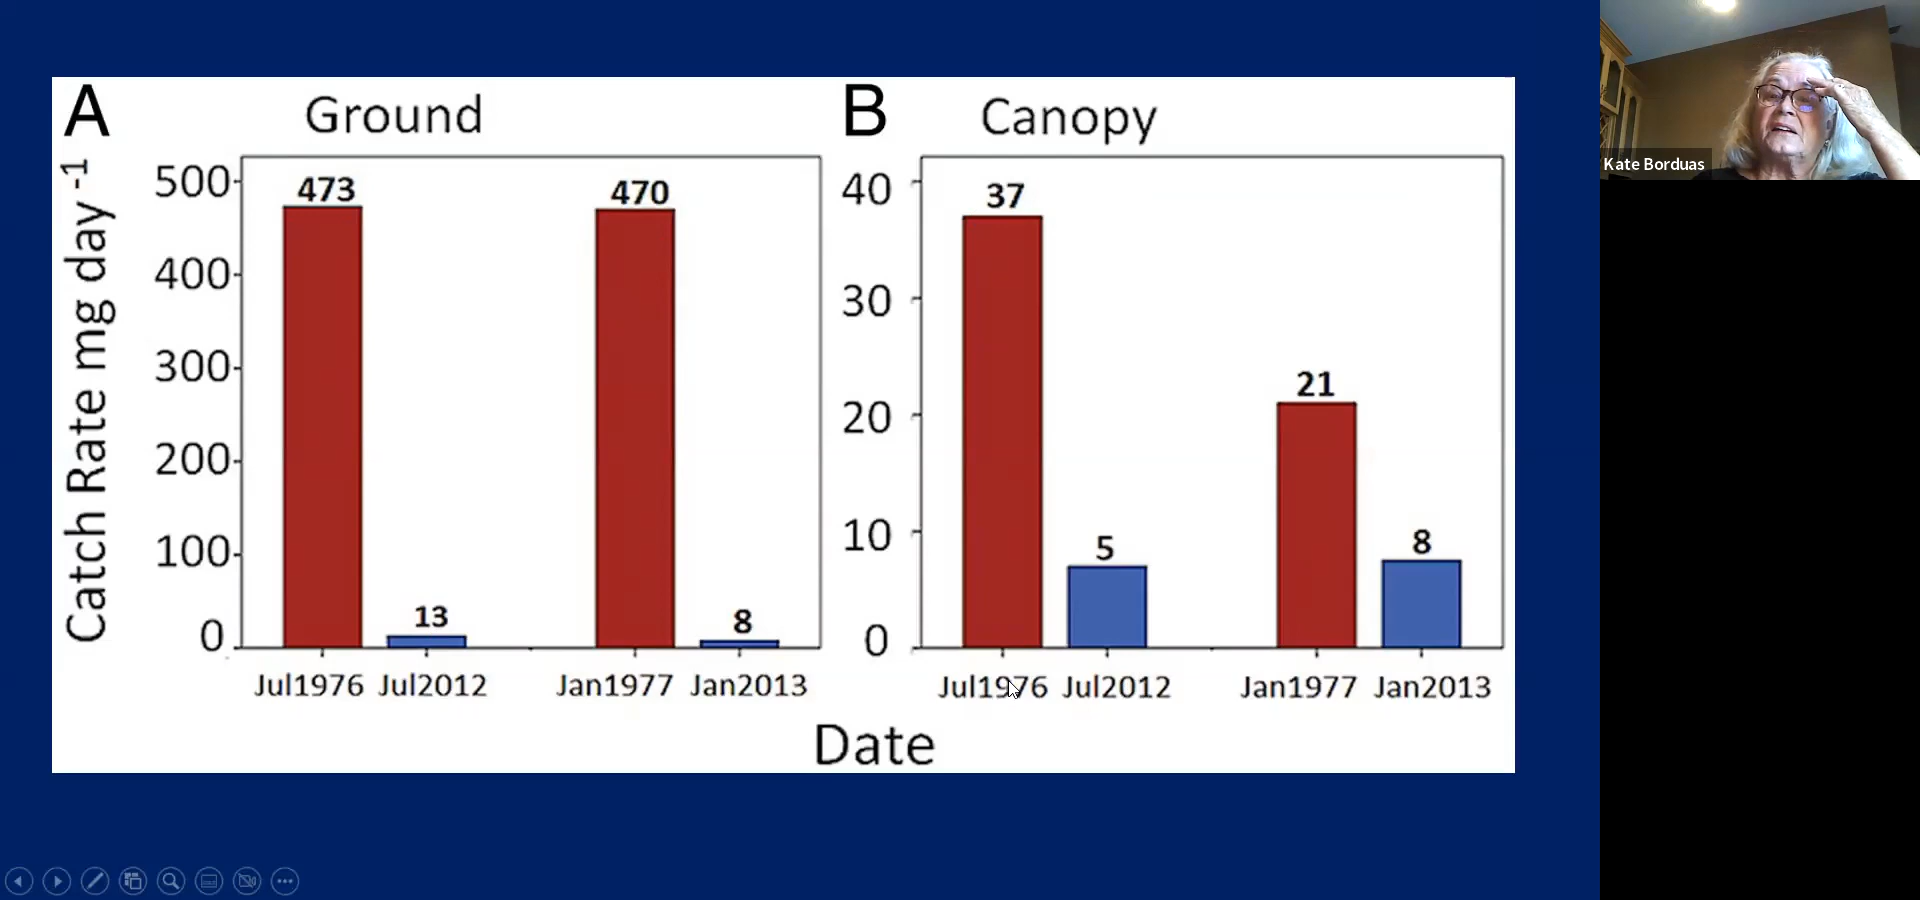 A Ground
B Canopy
Catch Rate mg day⁻¹
500
400
300
200
100
0
473
13
470
8
Jul1976 Jul2012 Jan1977 Jan2013
40
30
20
10
0
37
5
21
8
Jul1976 Jul2012 Jan1977 Jan2013
Date
Kate Borduas